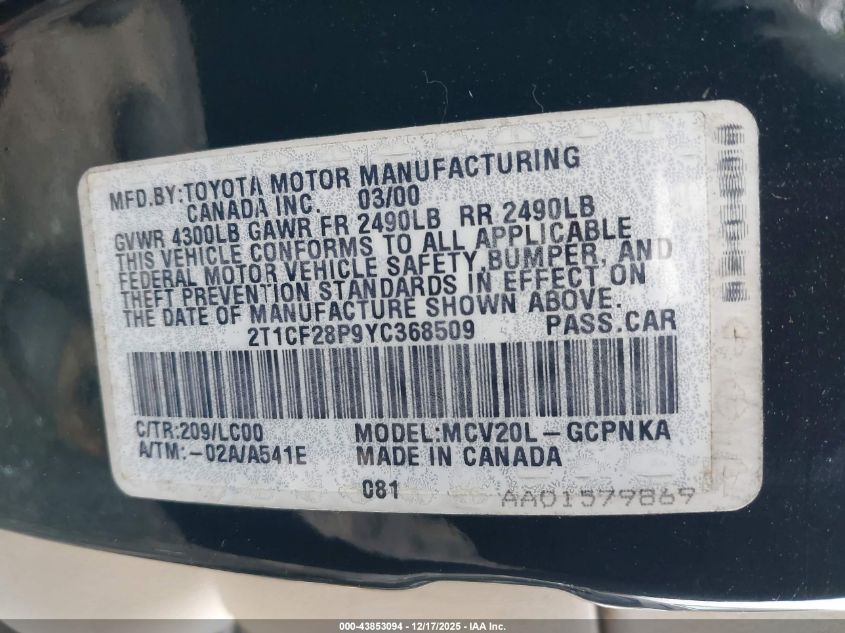 MFD.BY:TOYOTA MOTOR MANUFACTURING
CANADA INC. 03/00
GVWR 4300LB GAWR FR 2490LB RR 2490LB
THIS VEHICLE CONFORMS TO ALL APPLICABLE
FEDERAL MOTOR VEHICLE SAFETY,BUMPER, AND
THEFT PREVENTION STANDARDS IN EFFECT ON
THE DATE OF MANUFACTURE SHOWN ABOVE.
2T1CF28P9YC368509 PASS.CAR
C/TR:209/LC00 MODEL:MCV20L-GCPNKA
A/TM:-02A/A541E MADE IN CANADA
081
AA01579869
000-43853094 - 12/17/2025 - IAA Inc.